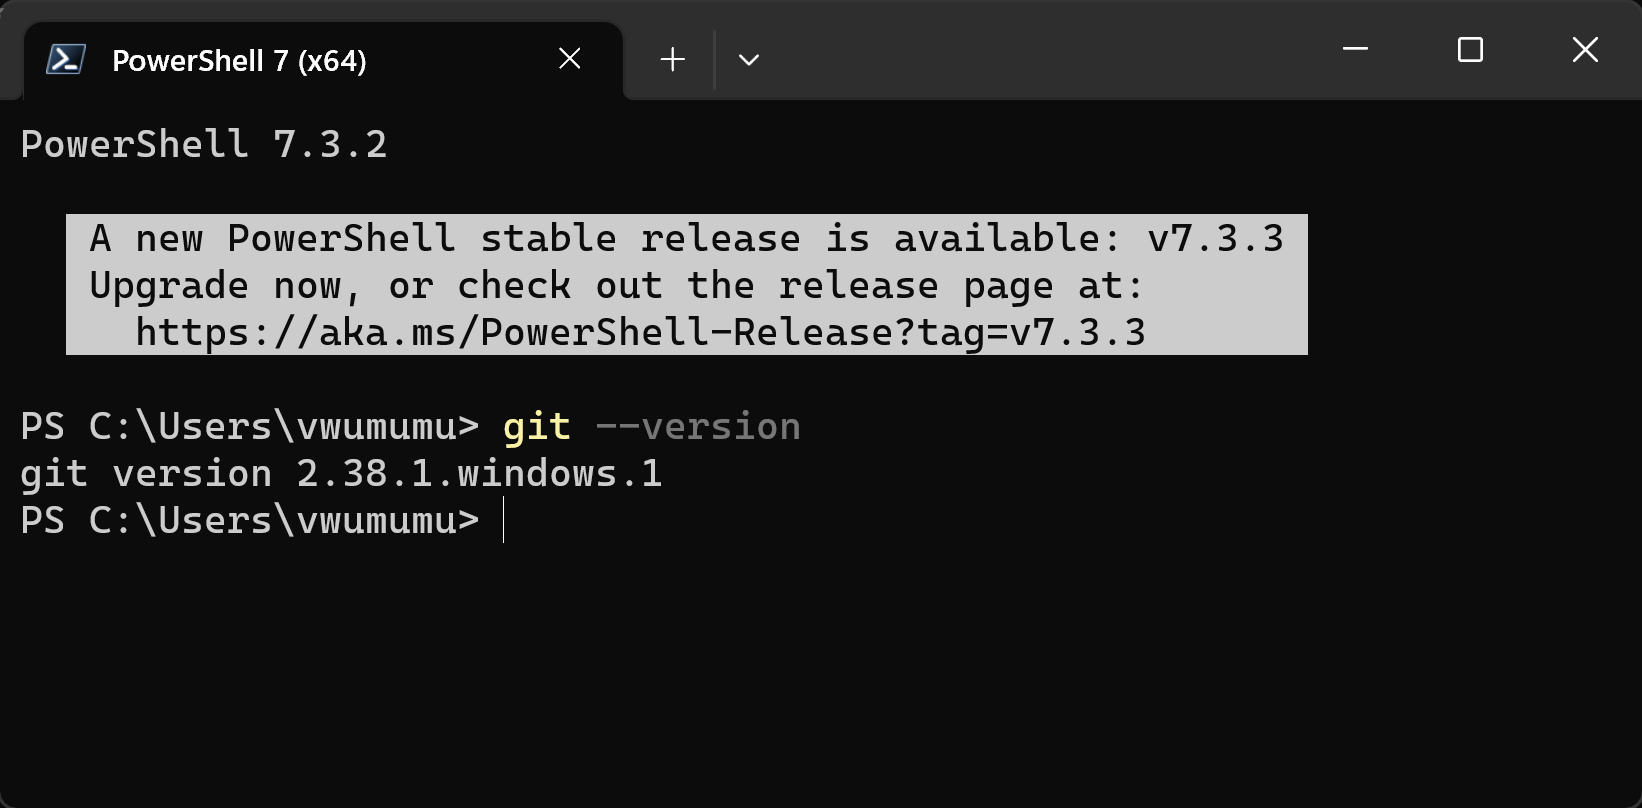 PowerShell 7 (x64)
PowerShell 7.3.2
A new PowerShell stable release is available: v7.3.3
Upgrade now, or check out the release page at:
https://aka.ms/PowerShell-Release?tag=v7.3.3
PS C:\Users\vwumumu> git --version
git version 2.38.1.windows.1
PS C:\Users\vwumumu>